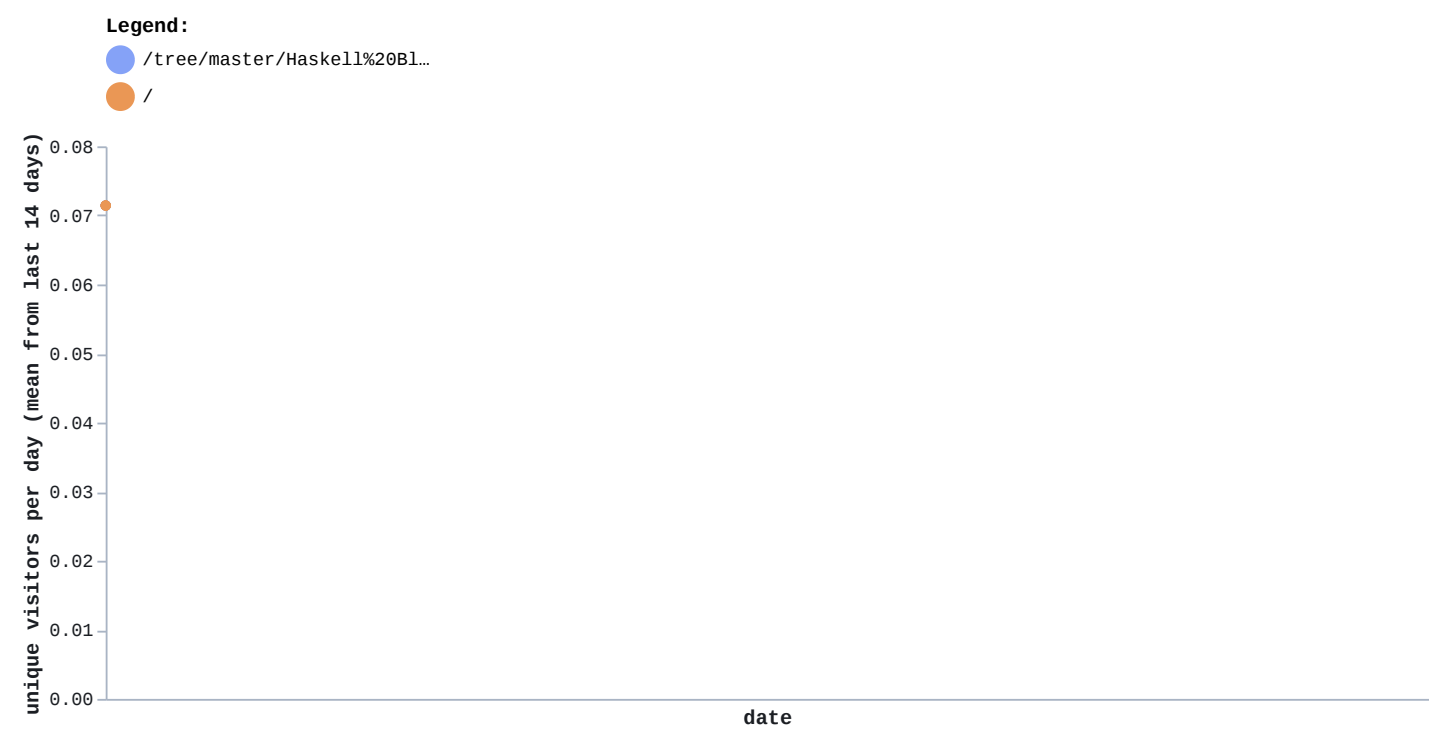 Legend:
/tree/master/Haskell%20Bl…
/
unique visitors per day (mean from last 14 days)
0.08
0.07
0.06
0.05
0.04
0.03
0.02
0.01
0.00
date